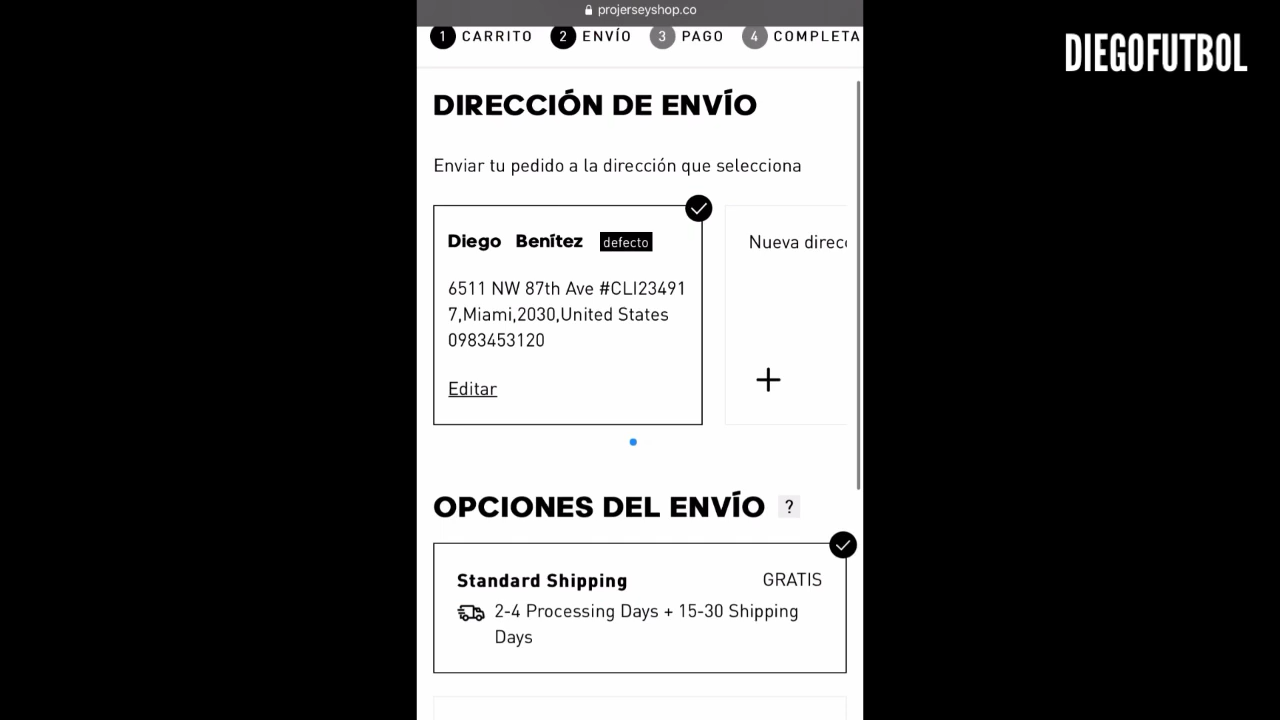 projerseyshop.co
1 CARRITO 2 ENVÍO 3 PAGO 4 COMPLETA
DIEGOFUTBOL
DIRECCIÓN DE ENVÍO
Enviar tu pedido a la dirección que selecciona
Diego Benítez defecto
6511 NW 87th Ave #CLI23491
7,Miami,2030,United States
0983453120
Editar
Nueva direcc
+
OPCIONES DEL ENVÍO ?
Standard Shipping GRATIS
2-4 Processing Days + 15-30 Shipping
Days